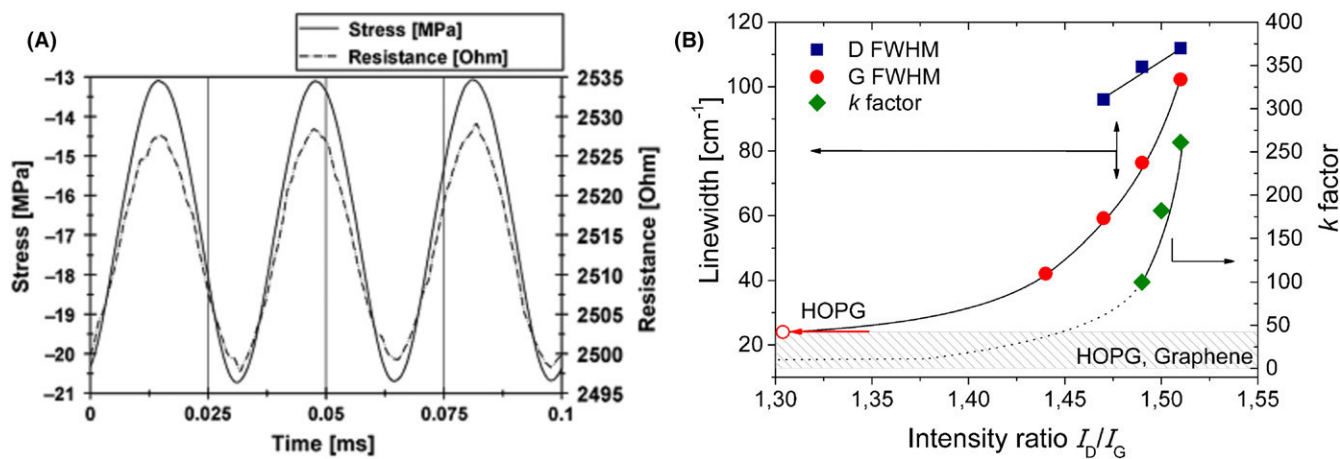 (A)
Stress [MPa]
Resistance [Ohm]
–13
–14
–15
–16
–17
–18
–19
–20
–21
Stress [MPa]
2535
2530
2525
2520
2515
2510
2505
2500
2495
Resistance [Ohm]
0 0.025 0.05 0.075 0.1
Time [ms]
(B)
D FWHM
G FWHM
k factor
120
100
80
60
40
20
Linewidth [cm⁻¹]
400
350
300
250
200
150
100
50
0
k factor
HOPG
HOPG, Graphene
1,30 1,35 1,40 1,45 1,50 1,55
Intensity ratio I_D/I_G